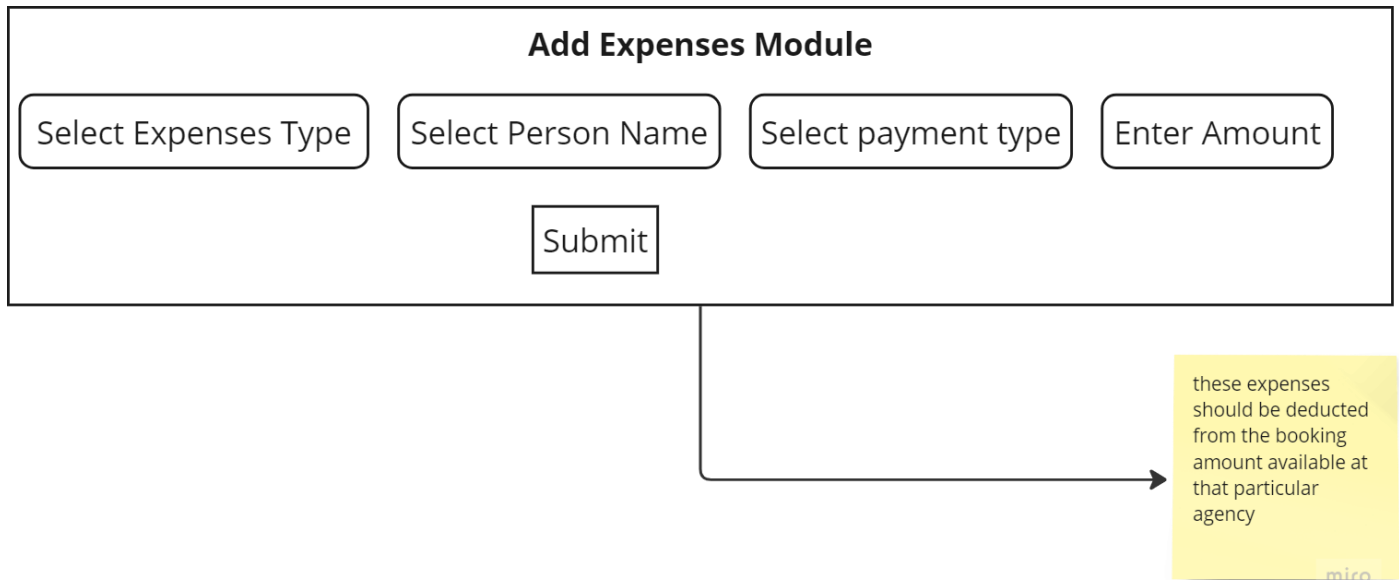 Add Expenses Module
Select Expenses Type
Select Person Name
Select payment type
Enter Amount
Submit
these expenses
should be deducted
from the booking
amount available at
that particular
agency
miro